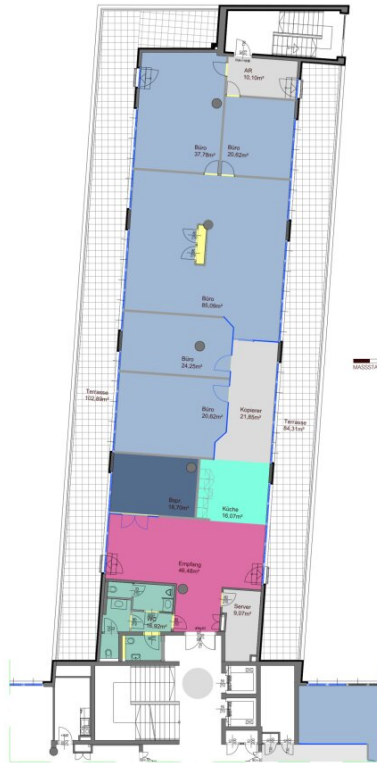 AR
10.10m²
Büro
37,78m²
Büro
20,62m²
Büro
85,09m²
Büro
24,25m²
Büro
20,62m²
Kopierer
21,85m²
Terrasse
102,89m²
Terrasse
84,31m²
MASSSTA
Bspr.
18,70m²
Küche
16,07m²
Empfang
46,48m²
Server
9,07m²
WC